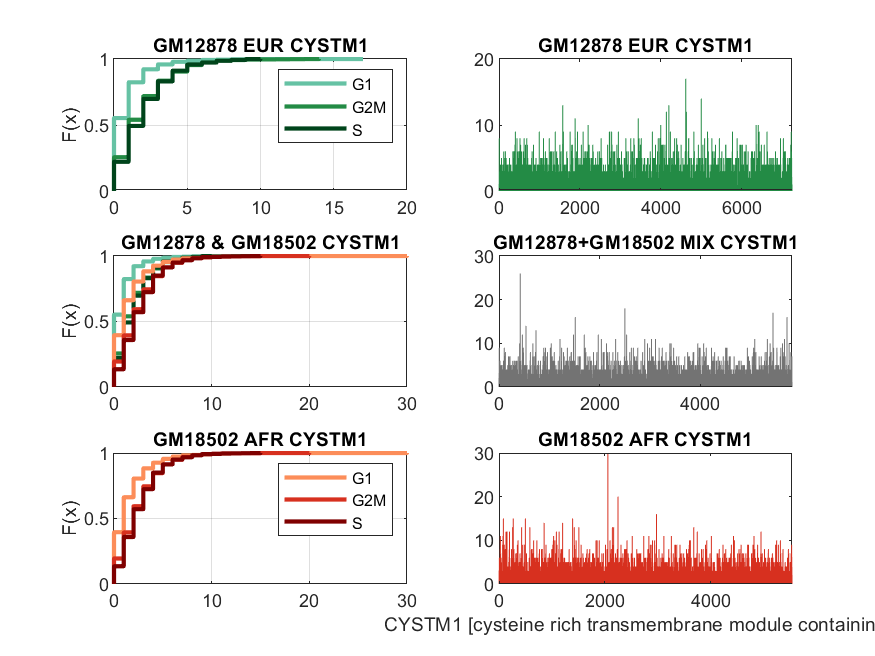 GM12878 EUR CYSTM1
1
0.5
0
F(x)
0 5 10 15 20
G1
G2M
S
GM12878 EUR CYSTM1
20
10
0
0 2000 4000 6000
GM12878 & GM18502 CYSTM1
1
0.5
0
F(x)
0 10 20 30
GM12878+GM18502 MIX CYSTM1
30
20
10
0
0 2000 4000
GM18502 AFR CYSTM1
1
0.5
0
F(x)
0 10 20 30
G1
G2M
S
GM18502 AFR CYSTM1
30
20
10
0
0 2000 4000
CYSTM1 [cysteine rich transmembrane module containin